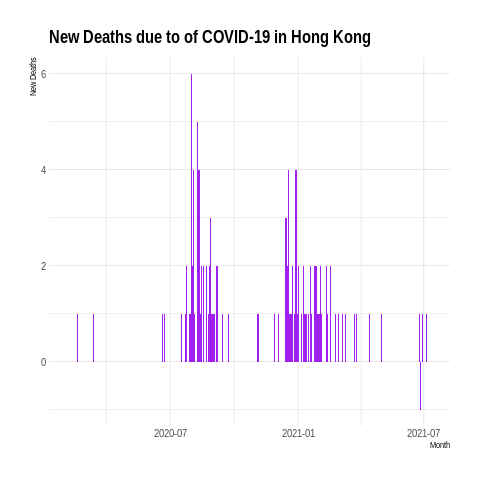 New Deaths due to of COVID-19 in Hong Kong
New Deaths
6
4
2
0
2020-07
2021-01
2021-07
Month